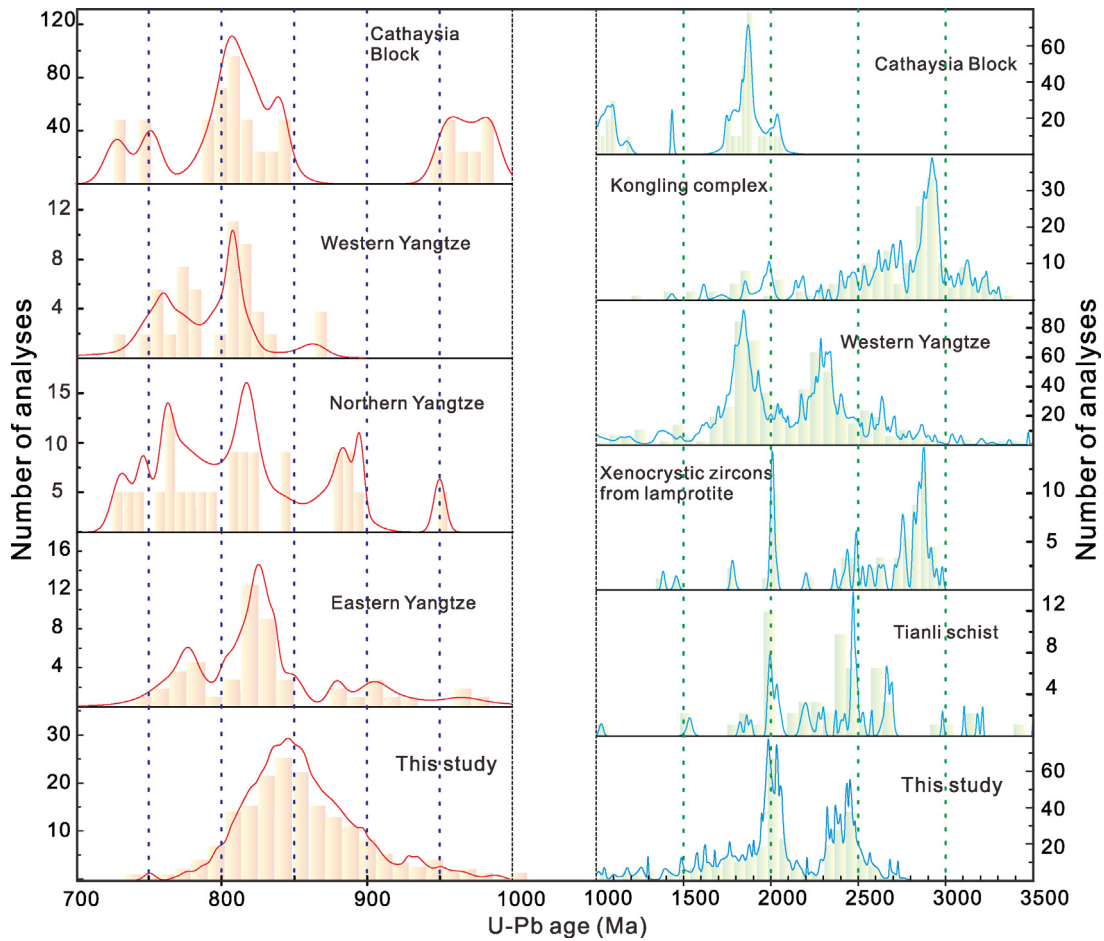 120
80
40
Cathaysia
Block
12
8
4
Western Yangtze
15
10
5
Northern Yangtze
16
12
8
4
Eastern Yangtze
30
20
10
This study
700
800
900
1000
Number of analyses
60
40
20
Cathaysia Block
Kongling complex
30
20
10
Western Yangtze
80
60
40
20
Xenocrystic zircons
from lamprotite
10
5
Tianli schist
12
8
4
This study
60
40
20
1000
1500
2000
2500
3000
3500
Number of analyses
U-Pb age (Ma)